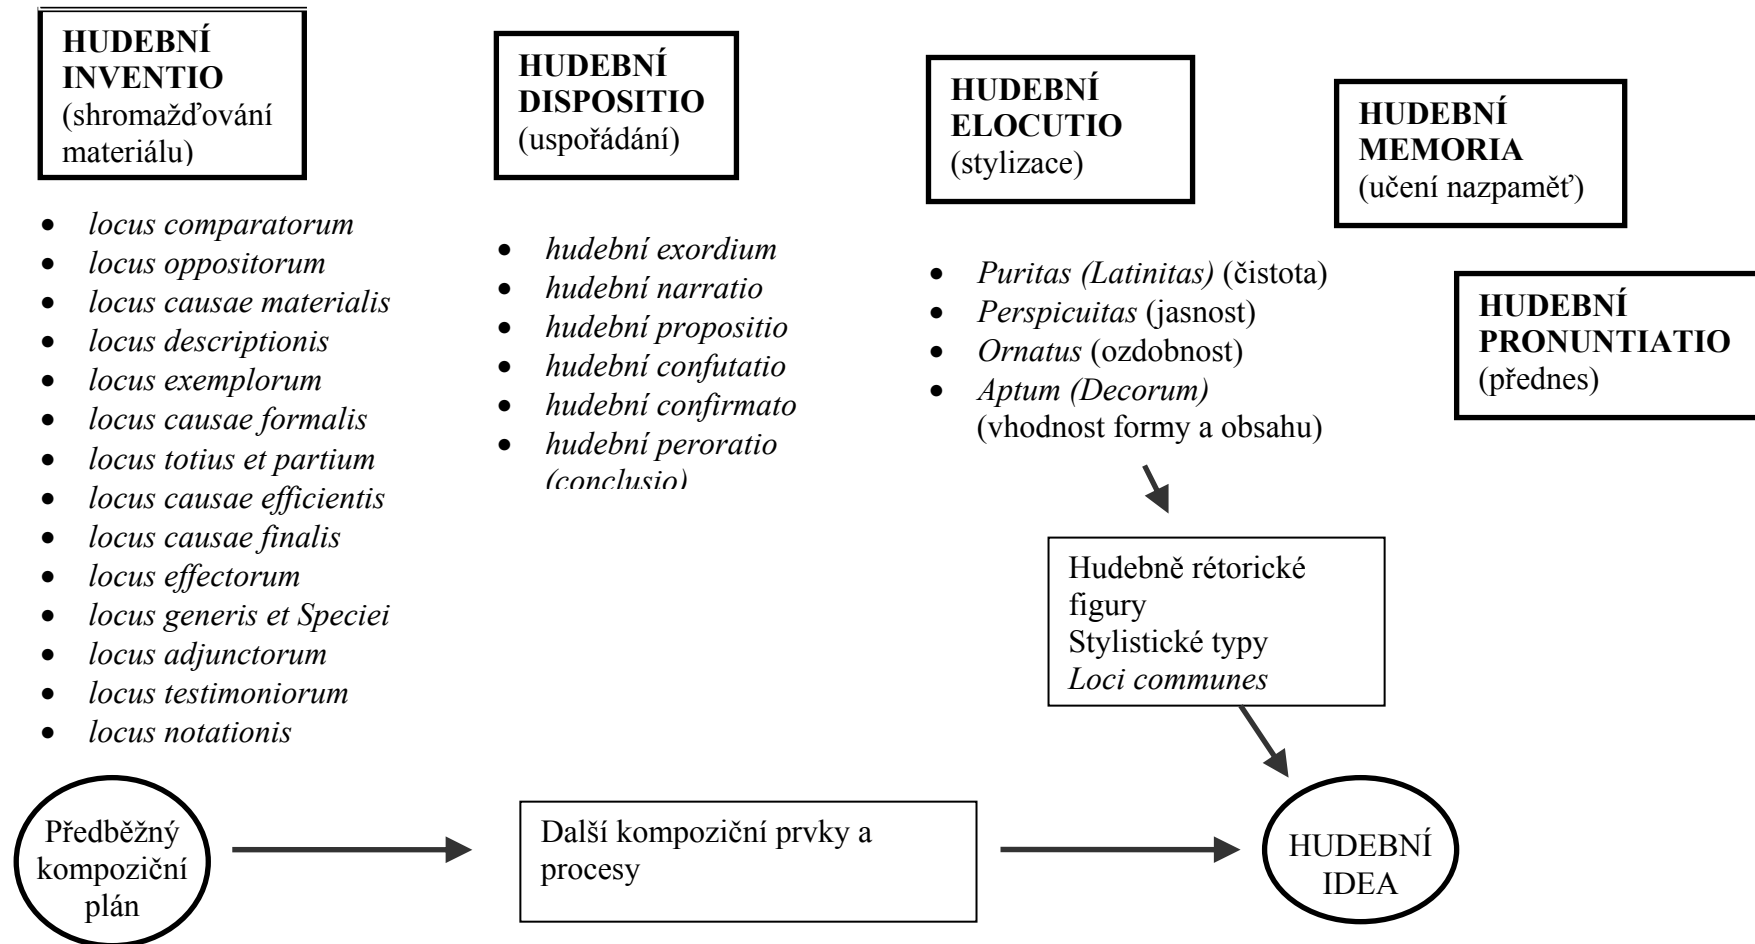 HUDEBNÍ
INVENTIO
(shromažďování
materiálu)
HUDEBNÍ
DISPOSITIO
(uspořádání)
HUDEBNÍ
ELOCUTIO
(stylizace)
HUDEBNÍ
MEMORIA
(učení nazpaměť)
HUDEBNÍ
PRONUNTIATIO
(přednes)
• locus comparatorum
• locus oppositorum
• locus causae materialis
• locus descriptionis
• locus exemplorum
• locus causae formalis
• locus totius et partium
• locus causae efficientis
• locus causae finalis
• locus effectorum
• locus generis et Speciei
• locus adjunctorum
• locus testimoniorum
• locus notationis
• hudební exordium
• hudební narratio
• hudební propositio
• hudební confutatio
• hudební confirmato
• hudební peroratio
(conclusio)
• Puritas (Latinitas) (čistota)
• Perspicuitas (jasnost)
• Ornatus (ozdobnost)
• Aptum (Decorum)
(vhodnost formy a obsahu)
Hudebně rétorické
figury
Stylistické typy
Loci communes
Předběžný
kompoziční
plán
Další kompoziční prvky a
procesy
HUDEBNÍ
IDEA